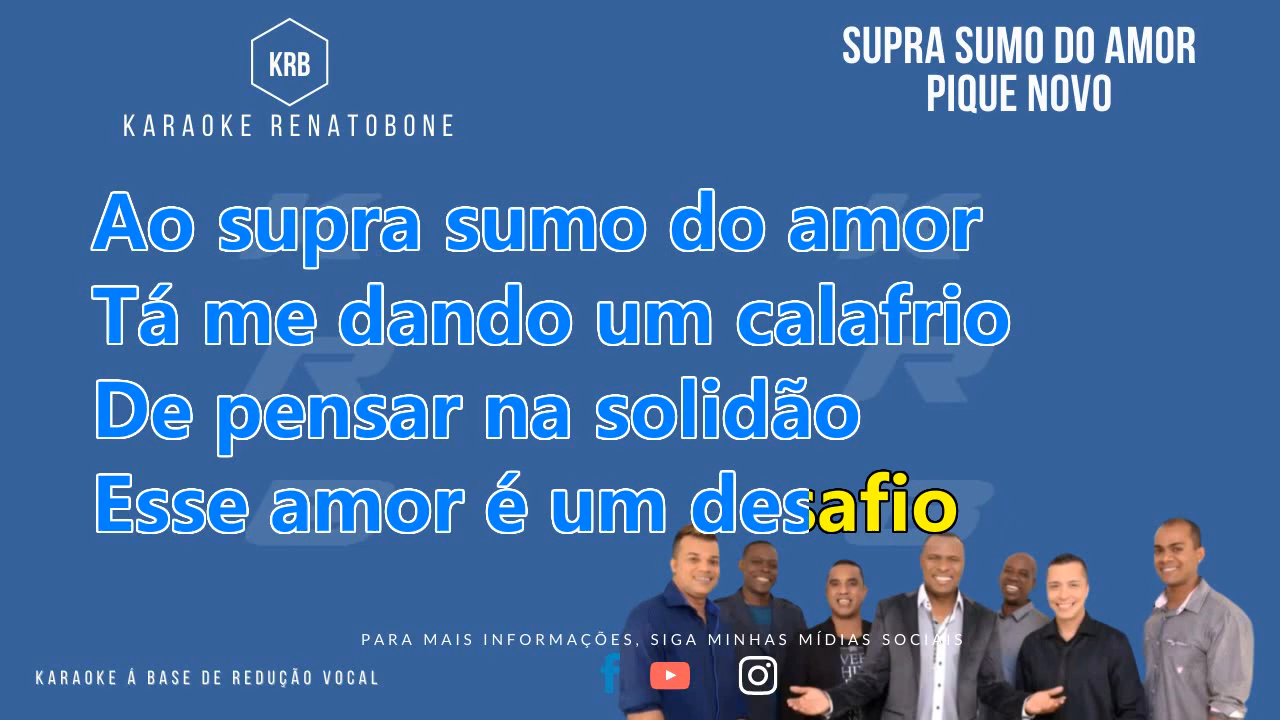 KRB
KARAOKE RENATOBONE
SUPRA SUMO DO AMOR
PIQUE NOVO
Ao supra sumo do amor
Tá me dando um calafrio
De pensar na solidão
Esse amor é um desafio
PARA MAIS INFORMAÇÕES, SIGA MINHAS MÍDIAS SOCIAIS
KARAOKE Á BASE DE REDUÇÃO VOCAL